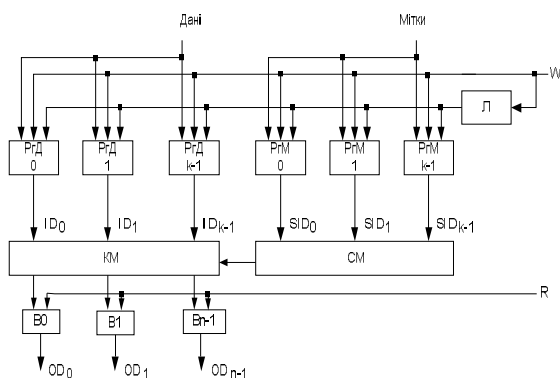 Дані Мітки
W
Л
РгД 0 РгД 1 РгД k-1 РгМ 0 РгМ 1 РгМ k-1
ID0 ID1 IDk-1 SID0 SID1 SIDk-1
КМ СМ
R
B0 B1 Bn-1
OD0 OD1 ODn-1